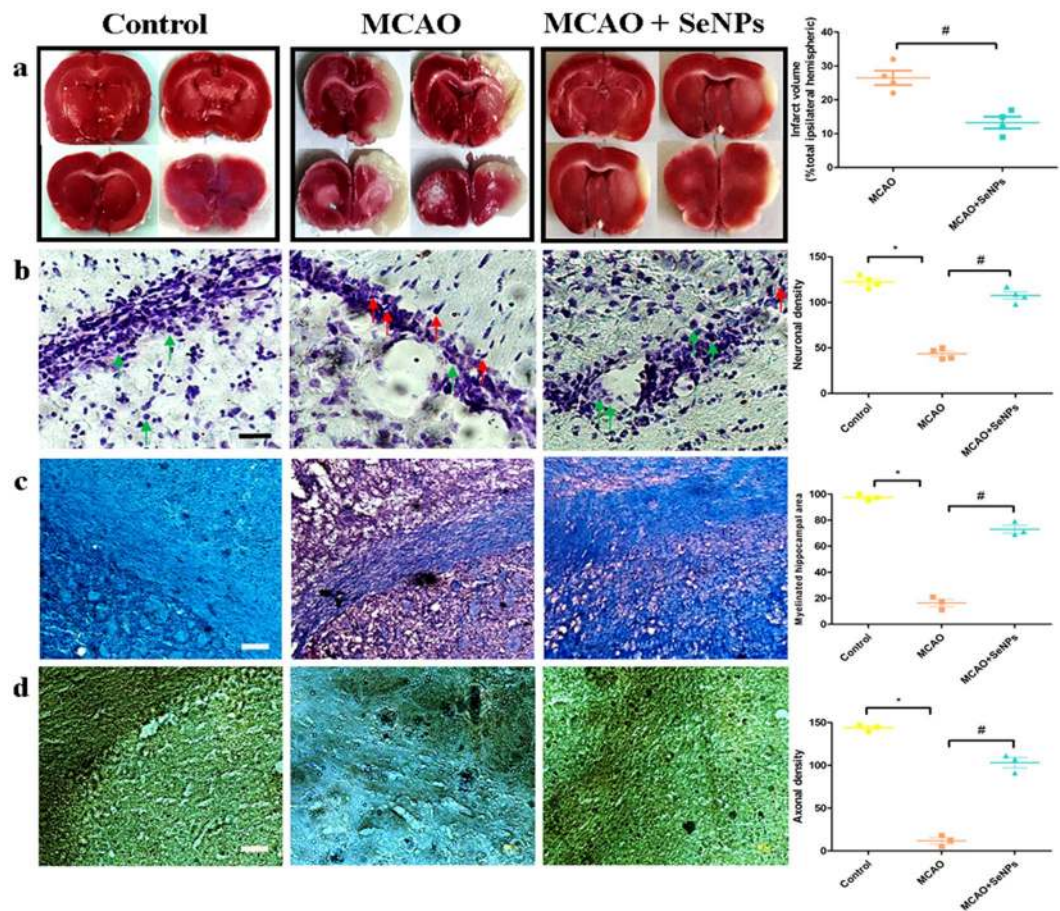 Control
MCAO
MCAO + SeNPs
a
Infarct volume
(%total ipsilateral hemispheric)
40
30
20
10
0
#
MCAO
MCAO+SeNPs
b
Neuronal density
150
100
50
0
*
#
Control
MCAO
MCAO+SeNPs
c
Myelinated hippocampal area
100
80
60
40
20
0
*
#
Control
MCAO
MCAO+SeNPs
d
Axonal density
150
100
50
0
*
#
Control
MCAO
MCAO+SeNPs